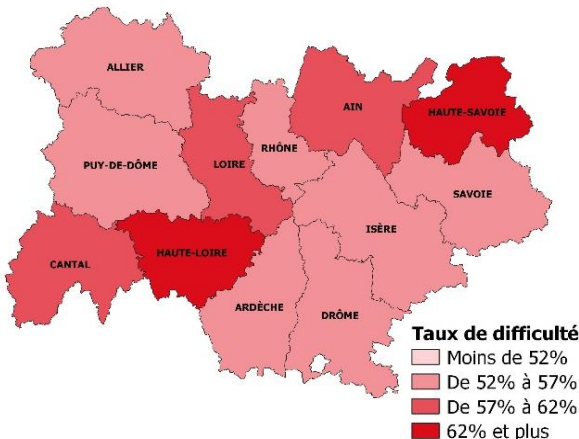 ALLIER
AIN
HAUTE-SAVOIE
RHÔNE
PUY-DE-DÔME
LOIRE
SAVOIE
ISÈRE
HAUTE-LOIRE
CANTAL
ARDÈCHE
DRÔME
Taux de difficulté
Moins de 52%
De 52% à 57%
De 57% à 62%
62% et plus